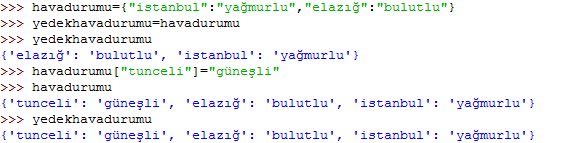 >>> havadurumu={"istanbul":"yağmurlu","elazığ":"bulutlu"}
>>> yedekhavadurumu=havadurumu
>>> yedekhavadurumu
{'elazığ': 'bulutlu', 'istanbul': 'yağmurlu'}
>>> havadurumu["tunceli"]="güneşli"
>>> havadurumu
{'tunceli': 'güneşli', 'elazığ': 'bulutlu', 'istanbul': 'yağmurlu'}
>>> yedekhavadurumu
{'tunceli': 'güneşli', 'elazığ': 'bulutlu', 'istanbul': 'yağmurlu'}